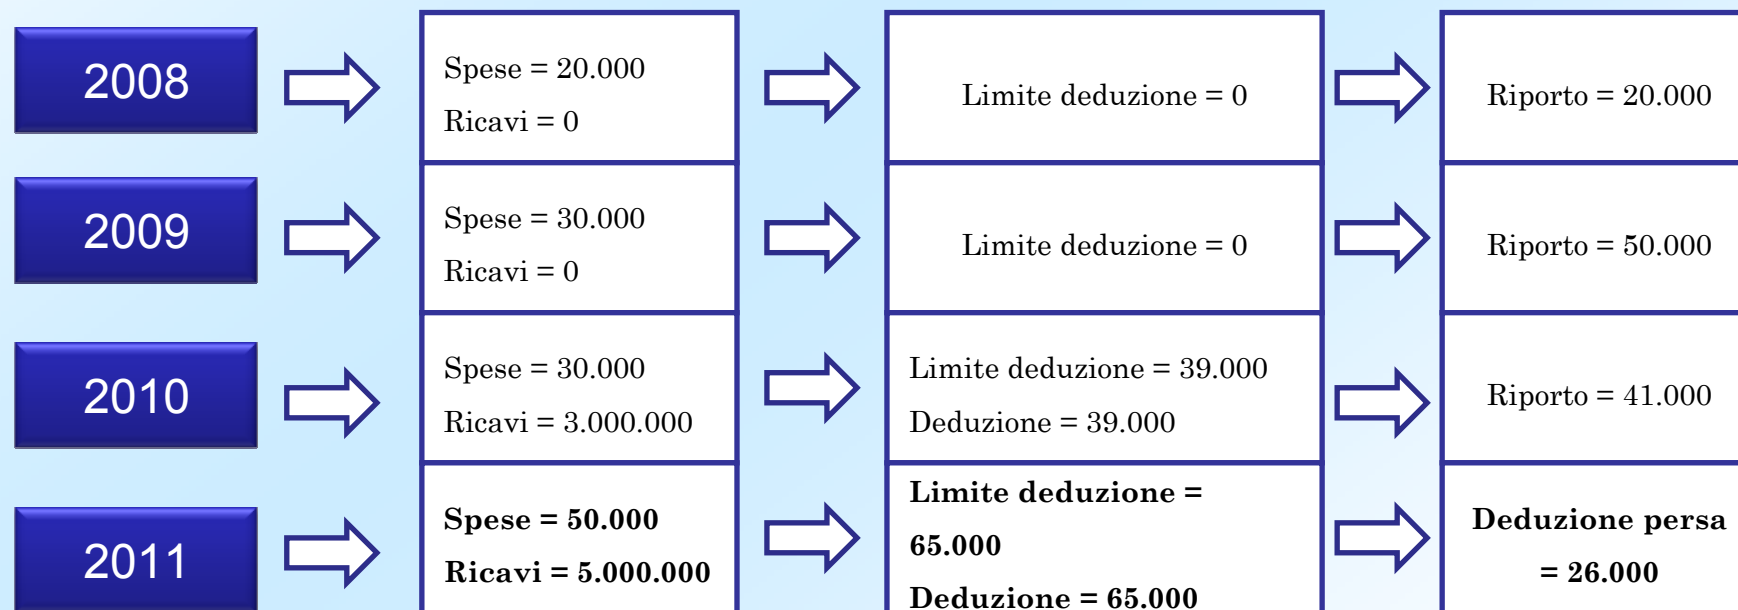 2008
Spese = 20.000
Ricavi = 0
Limite deduzione = 0
Riporto = 20.000
2009
Spese = 30.000
Ricavi = 0
Limite deduzione = 0
Riporto = 50.000
2010
Spese = 30.000
Ricavi = 3.000.000
Limite deduzione = 39.000
Deduzione = 39.000
Riporto = 41.000
2011
Spese = 50.000
Ricavi = 5.000.000
Limite deduzione =
65.000
Deduzione = 65.000
Deduzione persa
= 26.000